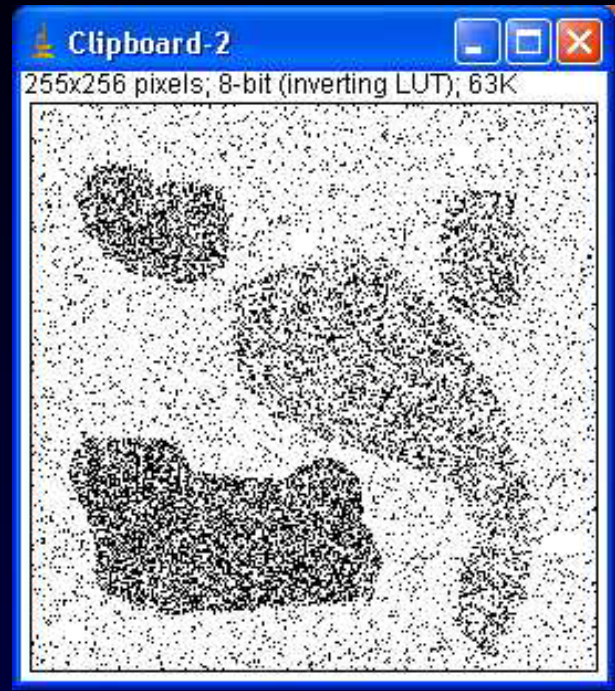 Clipboard-2
255x256 pixels; 8-bit (inverting LUT); 63K